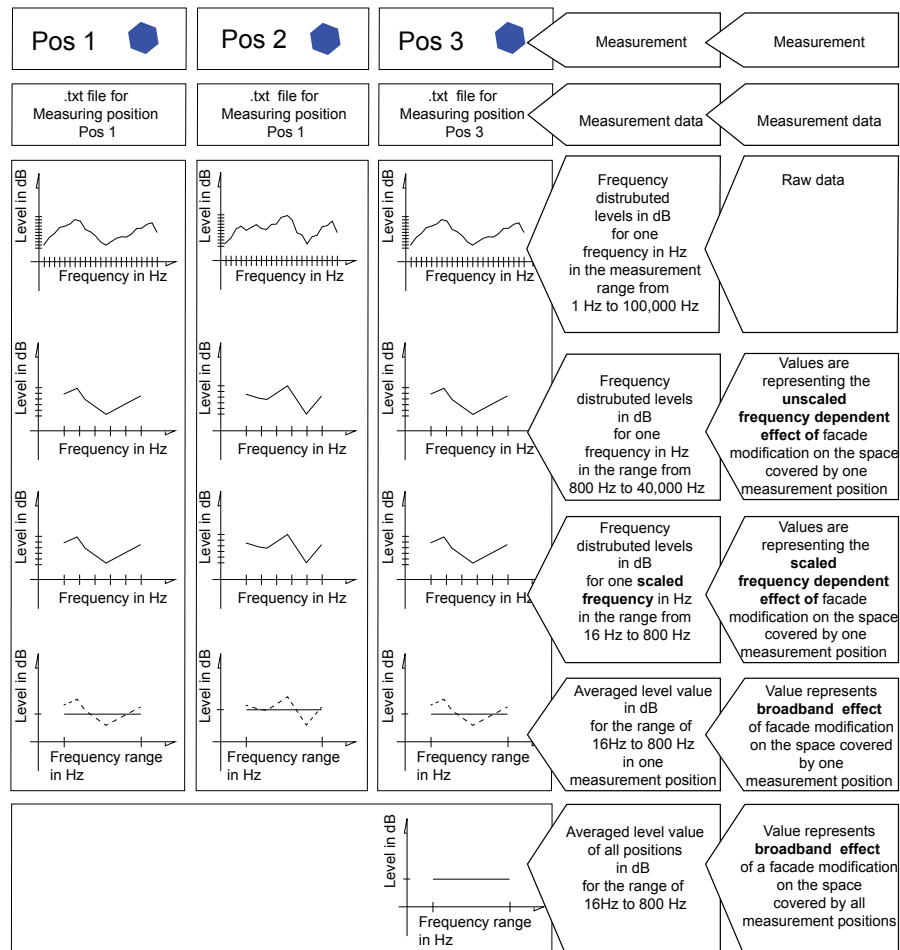 Pos 1
Pos 2
Pos 3
Measurement
Measurement
.txt file for
Measuring position
Pos 1
.txt file for
Measuring position
Pos 1
.txt file for
Measuring position
Pos 3
Measurement data
Measurement data
Level in dB
Frequency in Hz
Level in dB
Frequency in Hz
Level in dB
Frequency in Hz
Frequency
distrubuted
levels in dB
for one
frequency in Hz
in the measurement
range from
1 Hz to 100,000 Hz
Raw data
Level in dB
Frequency in Hz
Level in dB
Frequency in Hz
Level in dB
Frequency in Hz
Frequency
distrubuted levels
in dB
for one
frequency in Hz
in the range from
800 Hz to 40,000 Hz
Values are
representing the
unscaled
frequency dependent
effect of facade
modification on the space
covered by one
measurement position
Level in dB
Frequency in Hz
Level in dB
Frequency in Hz
Level in dB
Frequency in Hz
Frequency
distrubuted levels
in dB
for one scaled
frequency in Hz
in the range from
16 Hz to 800 Hz
Values are
representing the
scaled
frequency dependent
effect of facade
modification on the space
covered by one
measurement position
Level in dB
Frequency range
in Hz
Level in dB
Frequency range
in Hz
Level in dB
Frequency range
in Hz
Averaged level value
in dB
for the range of
16Hz to 800 Hz
in one
measurement position
Value represents
broadband effect
of facade modification
on the space covered
by one
measurement position
Level in dB
Frequency range
in Hz
Averaged level value
of all positions
in dB
for the range of
16Hz to 800 Hz
Value represents
broadband effect
of a facade modification
on the space
covered by all
measurement positions